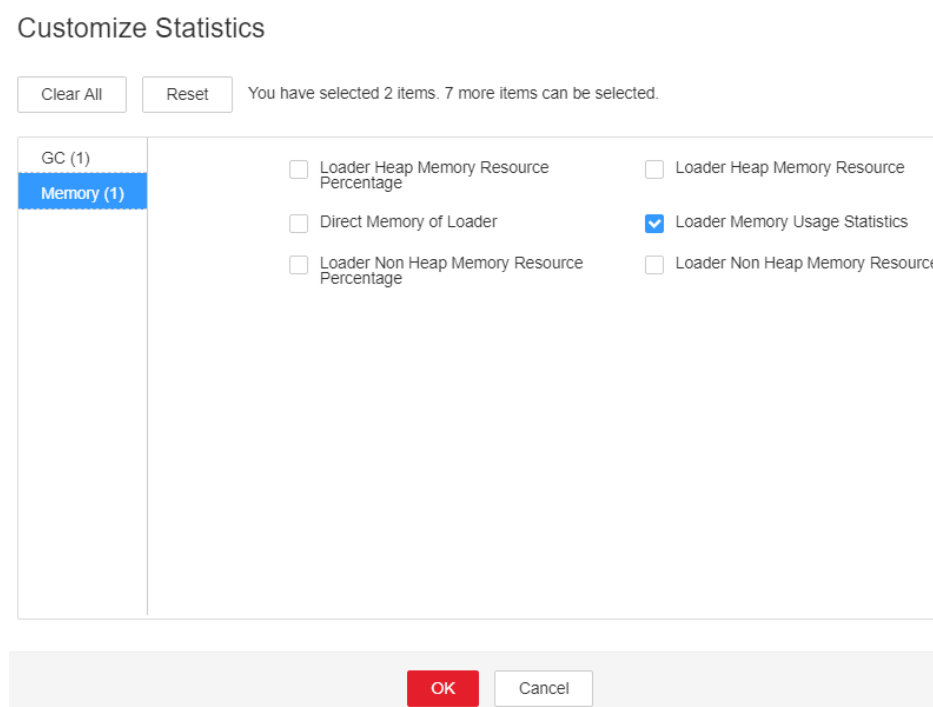 Customize Statistics
Clear All
Reset
You have selected 2 items. 7 more items can be selected.
GC (1)
Memory (1)
Loader Heap Memory Resource
Percentage
Loader Heap Memory Resource
Direct Memory of Loader
Loader Memory Usage Statistics
Loader Non Heap Memory Resource
Percentage
Loader Non Heap Memory Resource
OK
Cancel